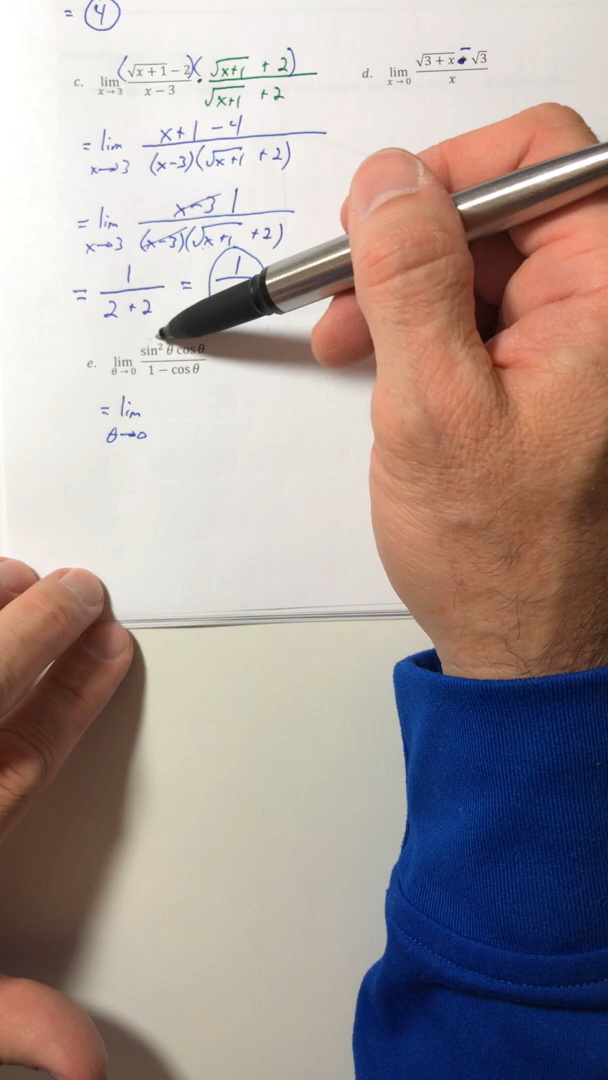 = 4
c. lim x→3 (√x + 1 − 2)/(x − 3) · (√x+1 + 2)/(√x+1 + 2)
d. lim x→0 (√3 + x - √3)/x
= lim x→3 (x+1 -4)/((x-3)(√x+1 +2))
= lim x→3 x-3 1/((x-3)(√x+1 +2))
= 1/(2+2) = 1
e. lim θ→0 (sin² θ cos θ)/(1 − cos θ)
= lim θ→0